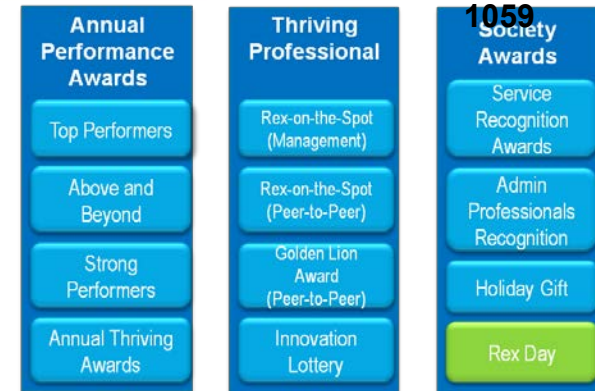 Annual
Performance
Awards
Top Performers
Above and
Beyond
Strong
Performers
Annual Thriving
Awards
Thriving
Professional
Rex-on-the-Spot
(Management)
Rex-on-the-Spot
(Peer-to-Peer)
Golden Lion
Award
(Peer-to-Peer)
Innovation
Lottery
1059
Society
Awards
Service
Recognition
Awards
Admin
Professionals
Recognition
Holiday Gift
Rex Day